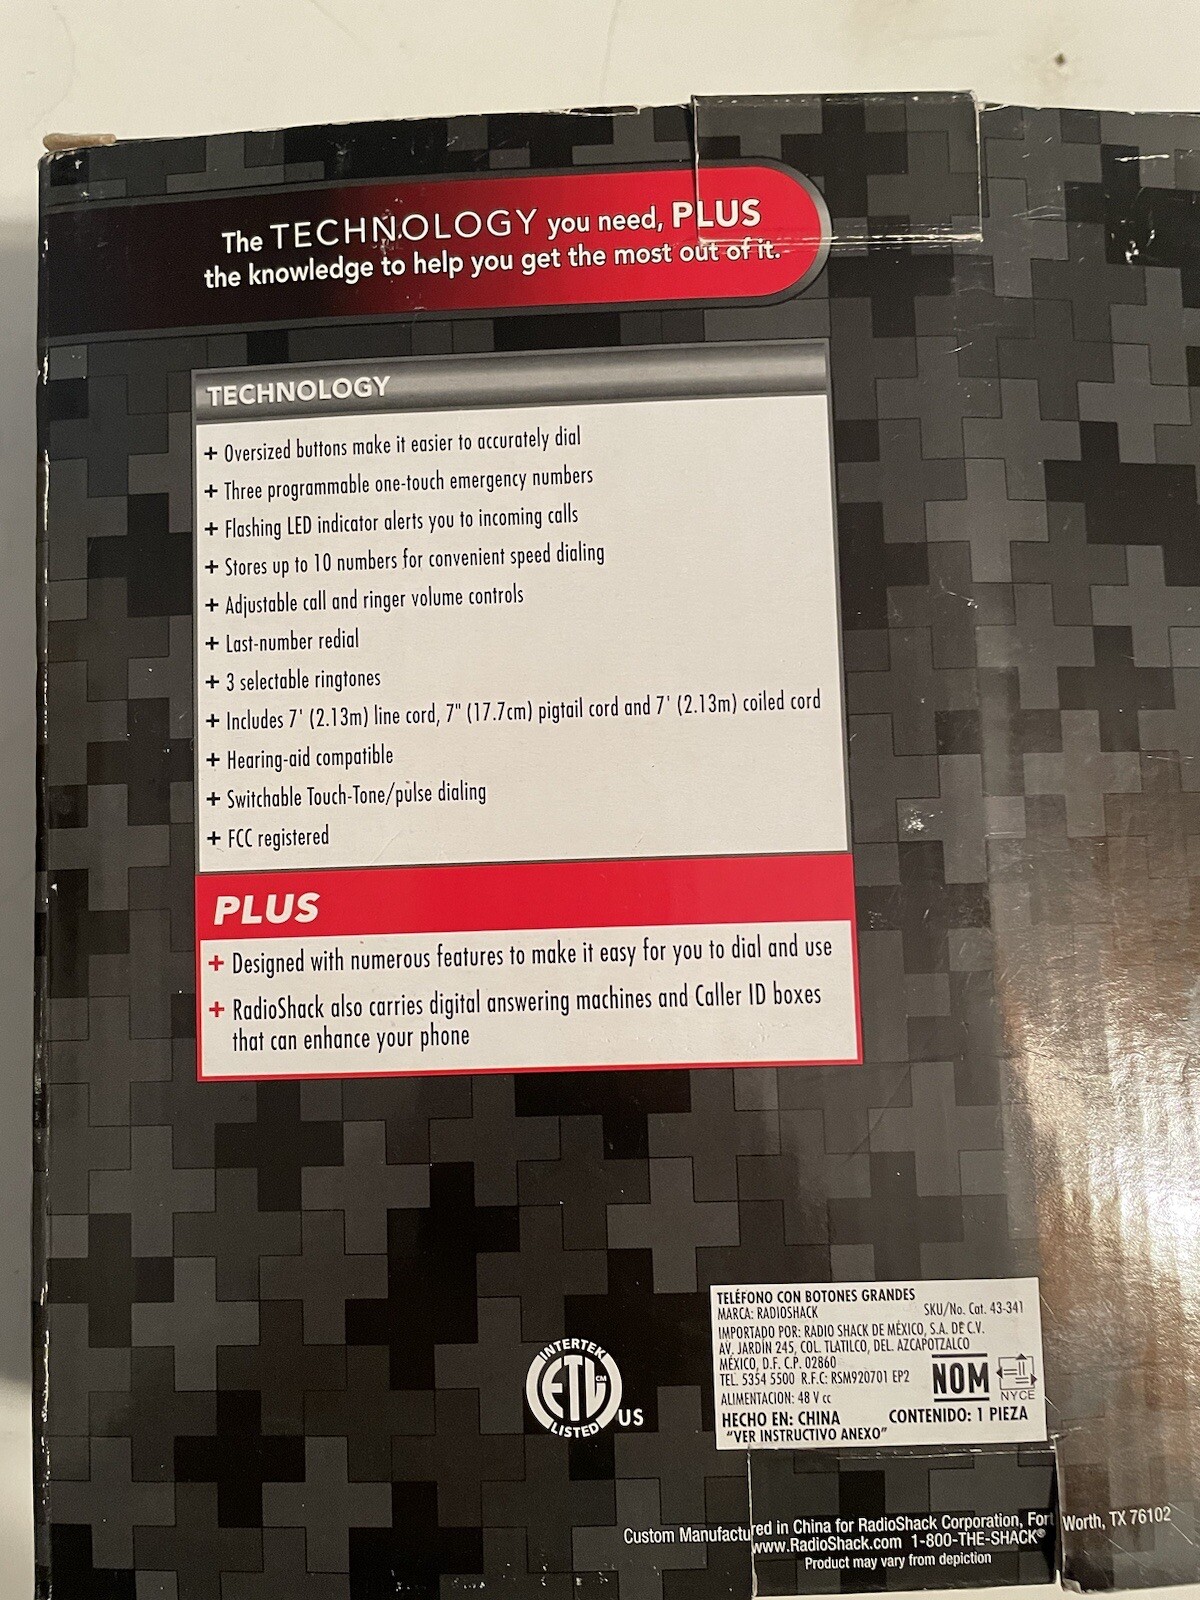 The TECHNOLOGY you need, PLUS
the knowledge to help you get the most out of it.
TECHNOLOGY
+ Oversized buttons make it easier to accurately dial
+ Three programmable one-touch emergency numbers
+ Flashing LED indicator alerts you to incoming calls
+ Stores up to 10 numbers for convenient speed dialing
+ Adjustable call and ringer volume controls
+ Last-number redial
+ 3 selectable ringtones
+ Includes 7' (2.13m) line cord, 7" (17.7cm) pigtail cord and 7' (2.13m) coiled cord
+ Hearing-aid compatible
+ Switchable Touch-Tone/pulse dialing
+ FCC registered
PLUS
+ Designed with numerous features to make it easy for you to dial and use
+ RadioShack also carries digital answering machines and Caller ID boxes
that can enhance your phone
INTERTEK
ETL CM
LISTED
US
TELÉFONO CON BOTONES GRANDES
MARCA: RADIOSHACK SKU/No. Cat. 43-341
IMPORTADO POR: RADIO SHACK DE MÉXICO, S.A. DE C.V.
AV. JARDÍN 245, COL. TLATILCO, DEL. AZCAPOTZALCO
MÉXICO, D.F. C.P. 02860
TEL. 5354 5500 R.F.C: RSM920701 EP2
ALIMENTACION: 48 V cc
NOM
NYCE
HECHO EN: CHINA CONTENIDO: 1 PIEZA
"VER INSTRUCTIVO ANEXO"
Custom Manufactured in China for RadioShack Corporation, Fort Worth, TX 76102
www.RadioShack.com 1-800-THE-SHACK®
Product may vary from depiction